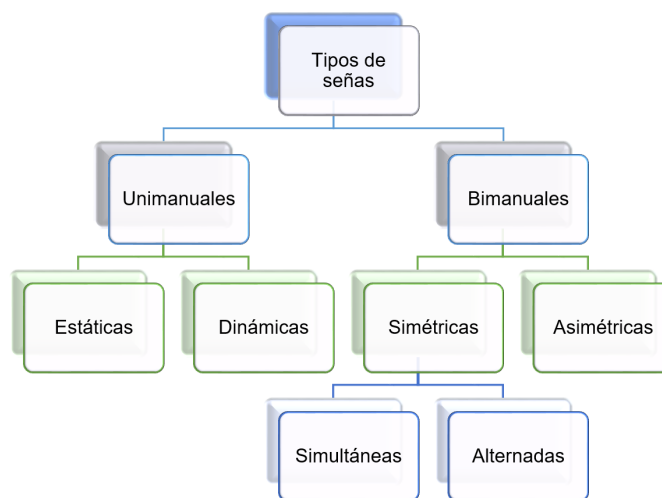 Tipos de
señas
Unimanuales
Bimanuales
Estáticas
Dinámicas
Simétricas
Asimétricas
Simultáneas
Alternadas